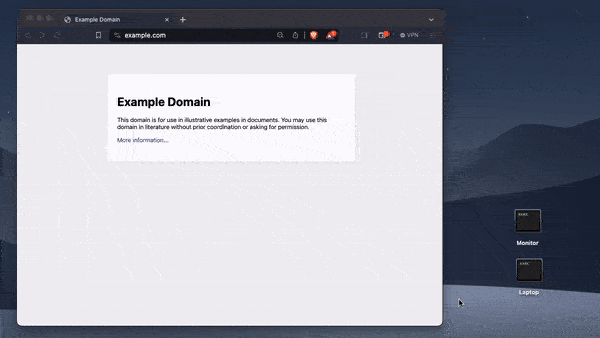 Example Domain
example.com
VPN
Example Domain
This domain is for use in illustrative examples in documents. You may use this
domain in literature without prior coordination or asking for permission.
More information...
Monitor
Laptop